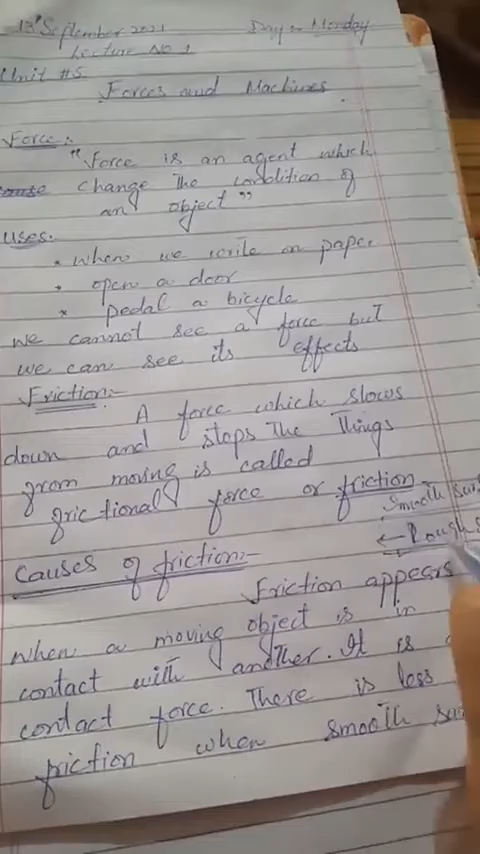 13 September 2021 Day = Monday
Lecture No 1
Unit #5
Forces and Machines
Force:-
"Force is an agent which
change the condition of
an object"
Uses:-
• When we write on paper
• open a door
* pedal a bicycle
we cannot see a force but
we can see its effects
Friction:-
A force which slows
down and stops the things
from moving is called
frictional force or friction
Smooth
← Rough
Causes of friction:-
Friction appears
when a moving object is in
contact with another. It is
contact force. There is less
friction when smooth